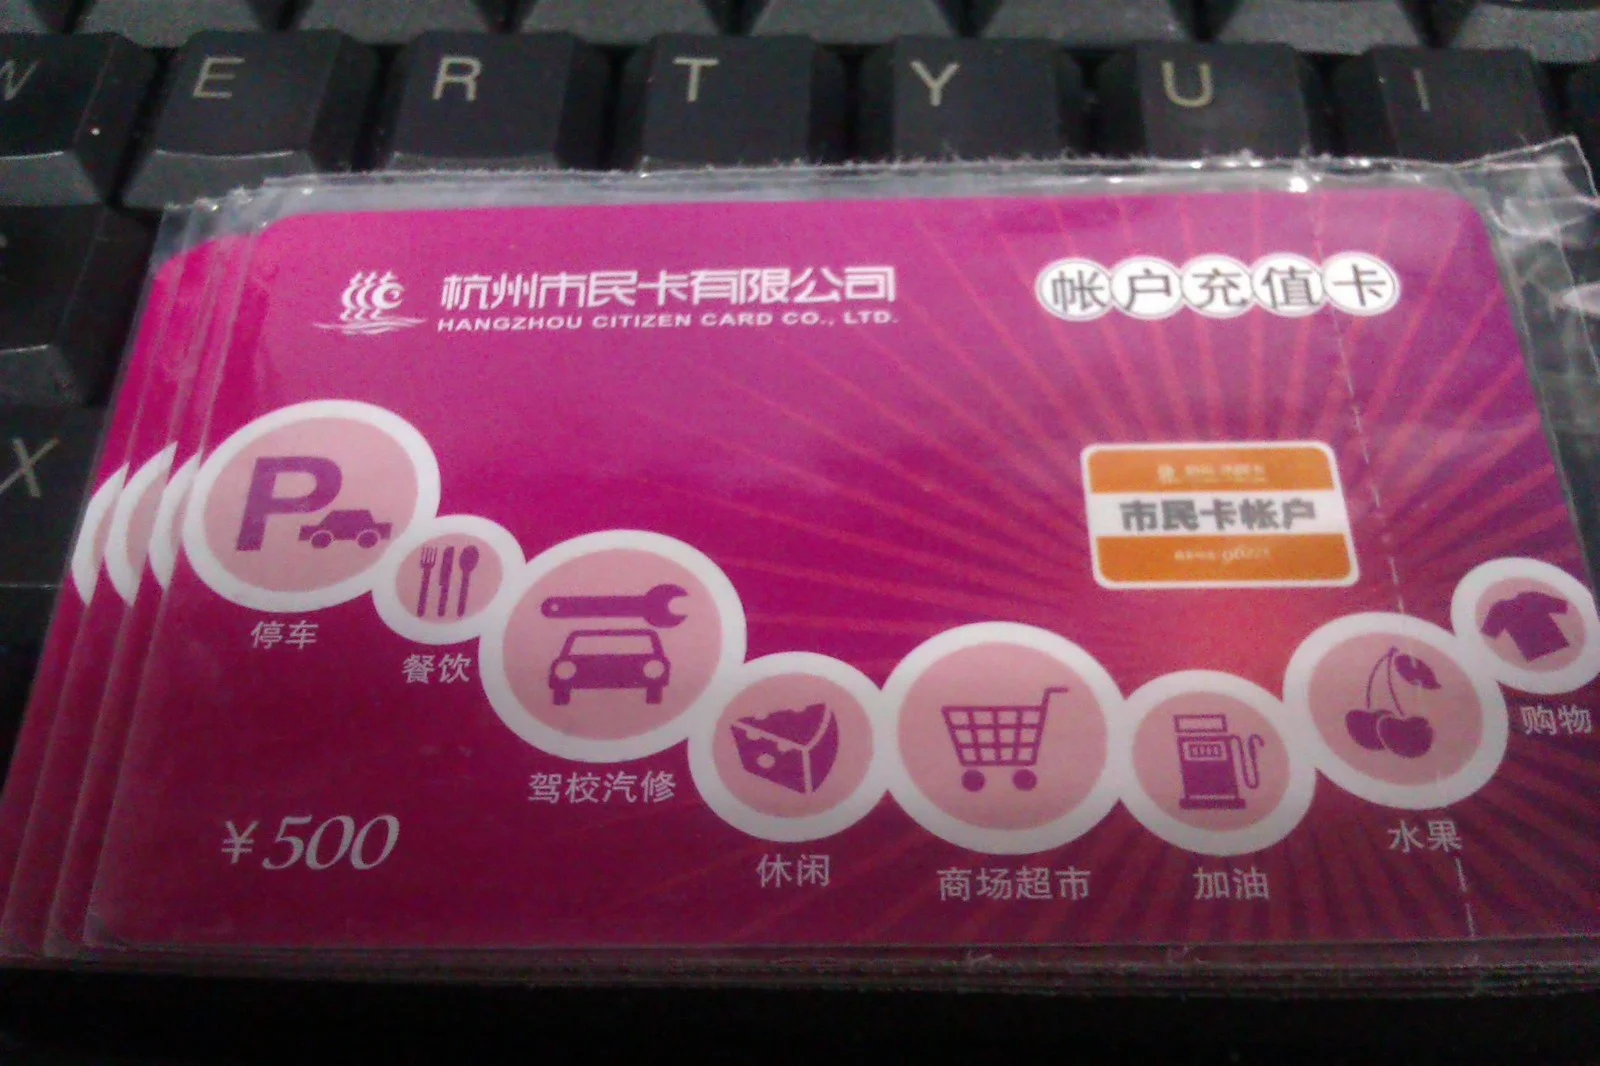 W
E
R
T
Y
U
I
X
杭州市民卡有限公司
HANGZHOU CITIZEN CARD CO., LTD.
帐户充值卡
市民卡帐户
P
停车
餐饮
驾校汽修
休闲
商场超市
加油
水果
购物
¥500